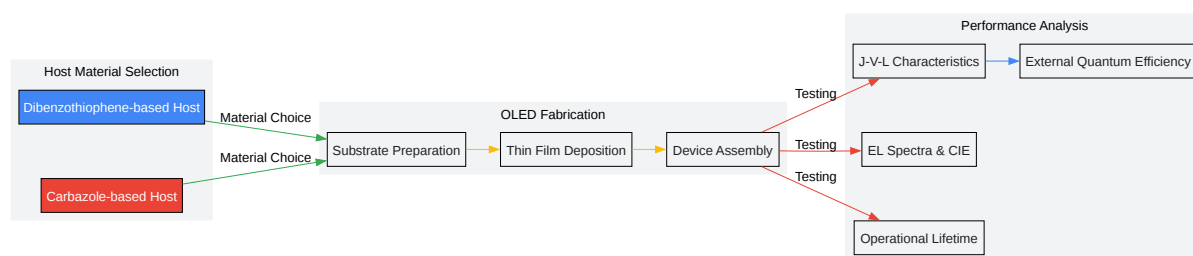 Host Material Selection
Dibenzothiophene-based Host
Carbazole-based Host
Material Choice
Material Choice
OLED Fabrication
Substrate Preparation
Thin Film Deposition
Device Assembly
Testing
Testing
Testing
Performance Analysis
J-V-L Characteristics
External Quantum Efficiency
EL Spectra & CIE
Operational Lifetime